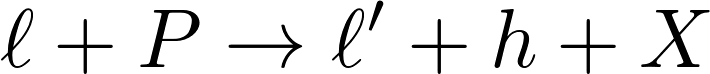 ℓ + P → ℓ′ + h + X